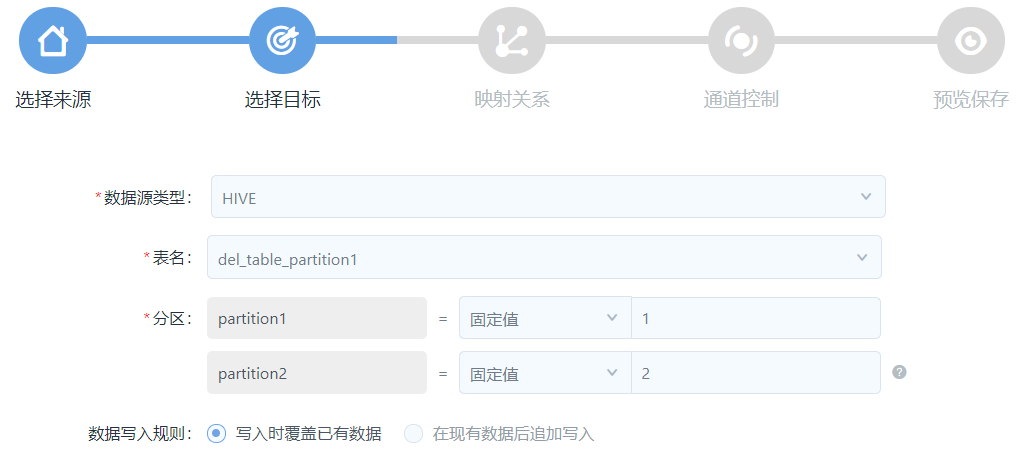 选择来源 选择目标 映射关系 通道控制 预览保存
*数据源类型： HIVE
*表名： del_table_partition1
*分区： partition1 = 固定值 1
partition2 = 固定值 2 ?
数据写入规则： 写入时覆盖已有数据 在现有数据后追加写入